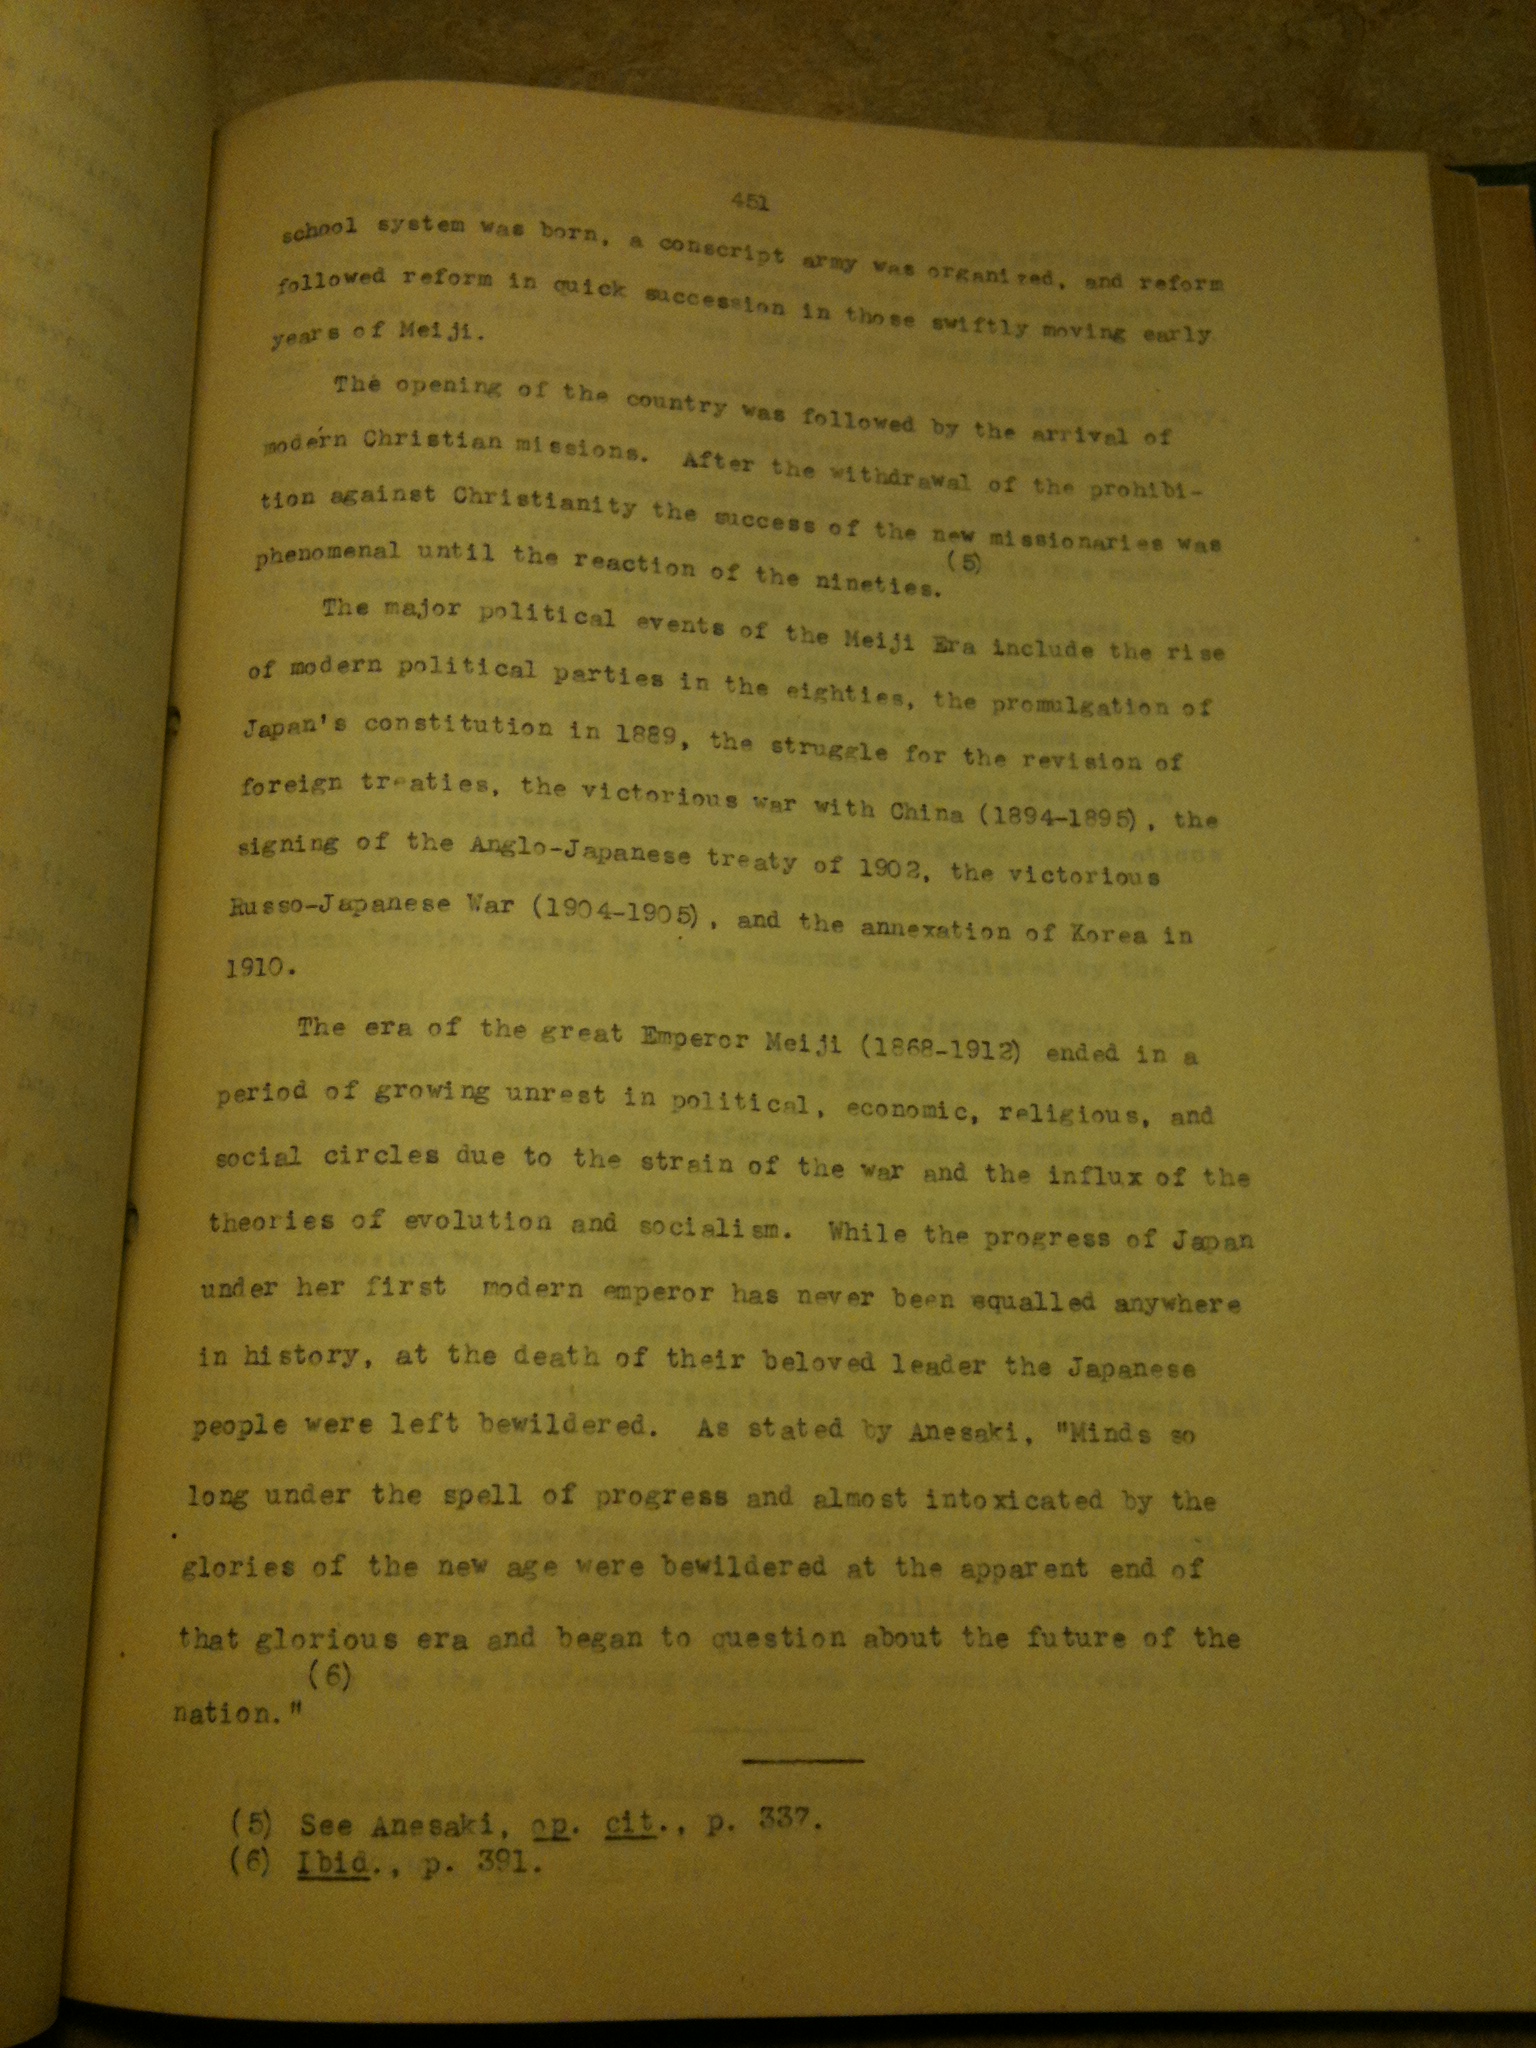 451
school system was born, a conscript army was organized, and reform
followed reform in quick succession in those swiftly moving early
years of Meiji.
The opening of the country was followed by the arrival of
modern Christian missions. After the withdrawal of the prohibi-
tion against Christianity the success of the new missionaries was
phenomenal until the reaction of the nineties. (5)
The major political events of the Meiji Era include the rise
of modern political parties in the eighties, the promulgation of
Japan's constitution in 1889, the struggle for the revision of
foreign treaties, the victorious war with China (1894-1895), the
signing of the Anglo-Japanese treaty of 1902, the victorious
Russo-Japanese War (1904-1905), and the annexation of Korea in
1910.
The era of the great Emperor Meiji (1868-1912) ended in a
period of growing unrest in political, economic, religious, and
social circles due to the strain of the war and the influx of the
theories of evolution and socialism. While the progress of Japan
under her first modern emperor has never been equalled anywhere
in history, at the death of their beloved leader the Japanese
people were left bewildered. As stated by Anesaki, "Minds so
long under the spell of progress and almost intoxicated by the
glories of the new age were bewildered at the apparent end of
that glorious era and began to question about the future of the
(6)
nation."
(5) See Anesaki, op. cit., p. 337.
(6) Ibid., p. 391.